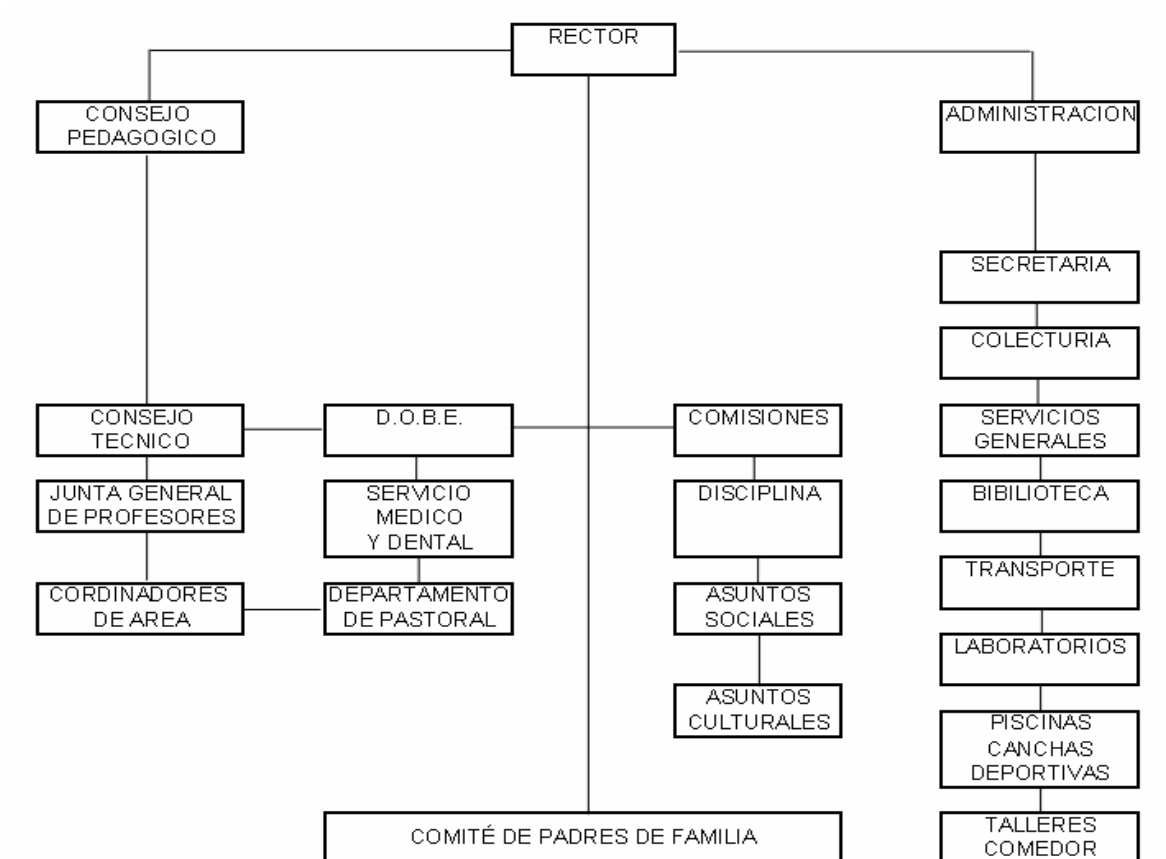 RECTOR
CONSEJO
PEDAGOGICO
ADMINISTRACION
SECRETARIA
COLECTURIA
CONSEJO
TECNICO
D.O.B.E.
COMISIONES
SERVICIOS
GENERALES
JUNTA GENERAL
DE PROFESORES
SERVICIO
MEDICO
Y DENTAL
DISCIPLINA
BIBILIOTECA
TRANSPORTE
CORDINADORES
DE AREA
DEPARTAMENTO
DE PASTORAL
ASUNTOS
SOCIALES
LABORATORIOS
ASUNTOS
CULTURALES
PISCINAS
CANCHAS
DEPORTIVAS
COMITÉ DE PADRES DE FAMILIA
TALLERES
COMEDOR